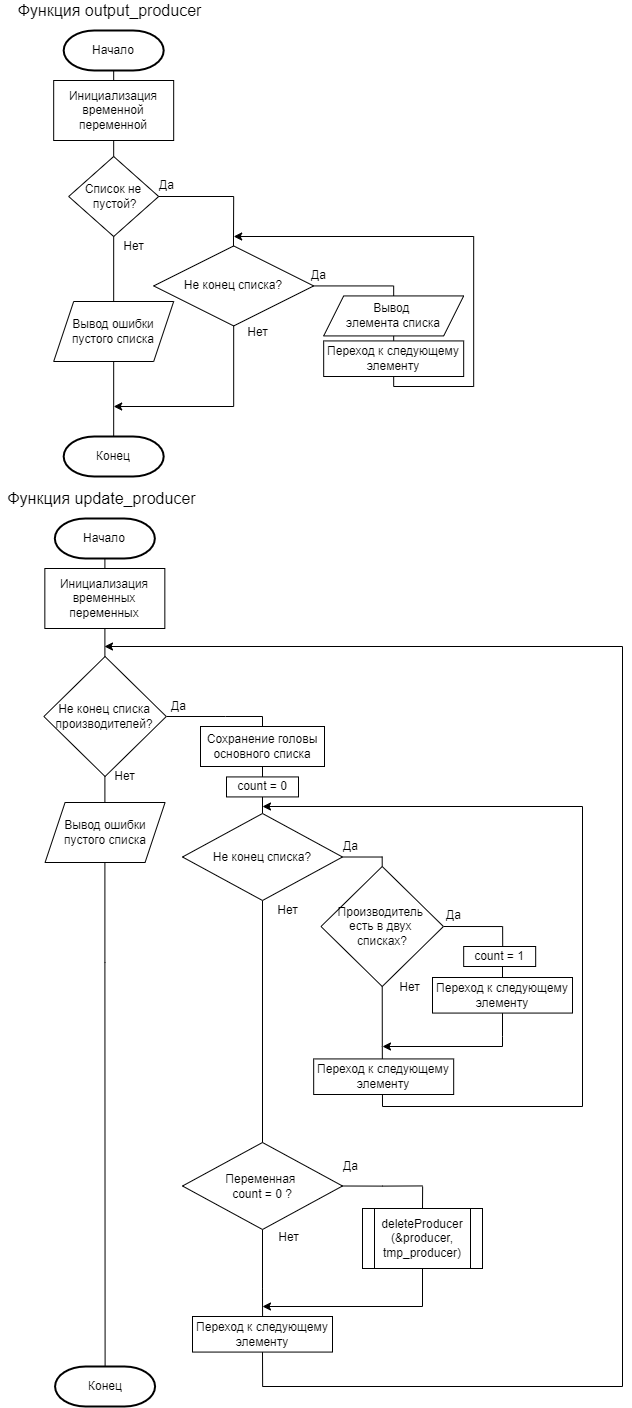 Функция output_producer
Начало
Инициализация
временной
переменной
Список не
пустой?
Да
Нет
Не конец списка?
Да
Нет
Вывод
элемента списка
Переход к следующему
элементу
Вывод ошибки
пустого списка
Конец
Функция update_producer
Начало
Инициализация
временных
переменных
Не конец списка
производителей?
Да
Нет
Сохранение головы
основного списка
count = 0
Вывод ошибки
пустого списка
Не конец списка?
Да
Нет
Производитель
есть в двух
списках?
Да
Нет
count = 1
Переход к следующему
элементу
Переход к следующему
элементу
Переменная
count = 0 ?
Да
Нет
deleteProducer
(&producer,
tmp_producer)
Переход к следующему
элементу
Конец